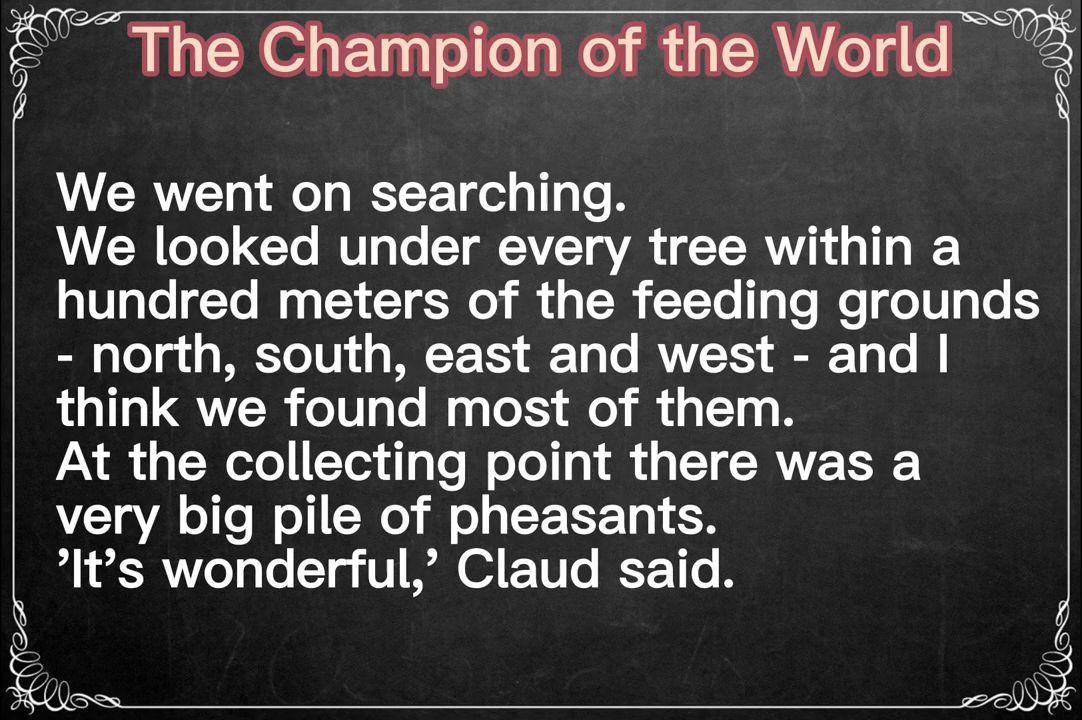 The Champion of the World
We went on searching.
We looked under every tree within a
hundred meters of the feeding grounds
- north, south, east and west - and I
think we found most of them.
At the collecting point there was a
very big pile of pheasants.
’It’s wonderful,’ Claud said.